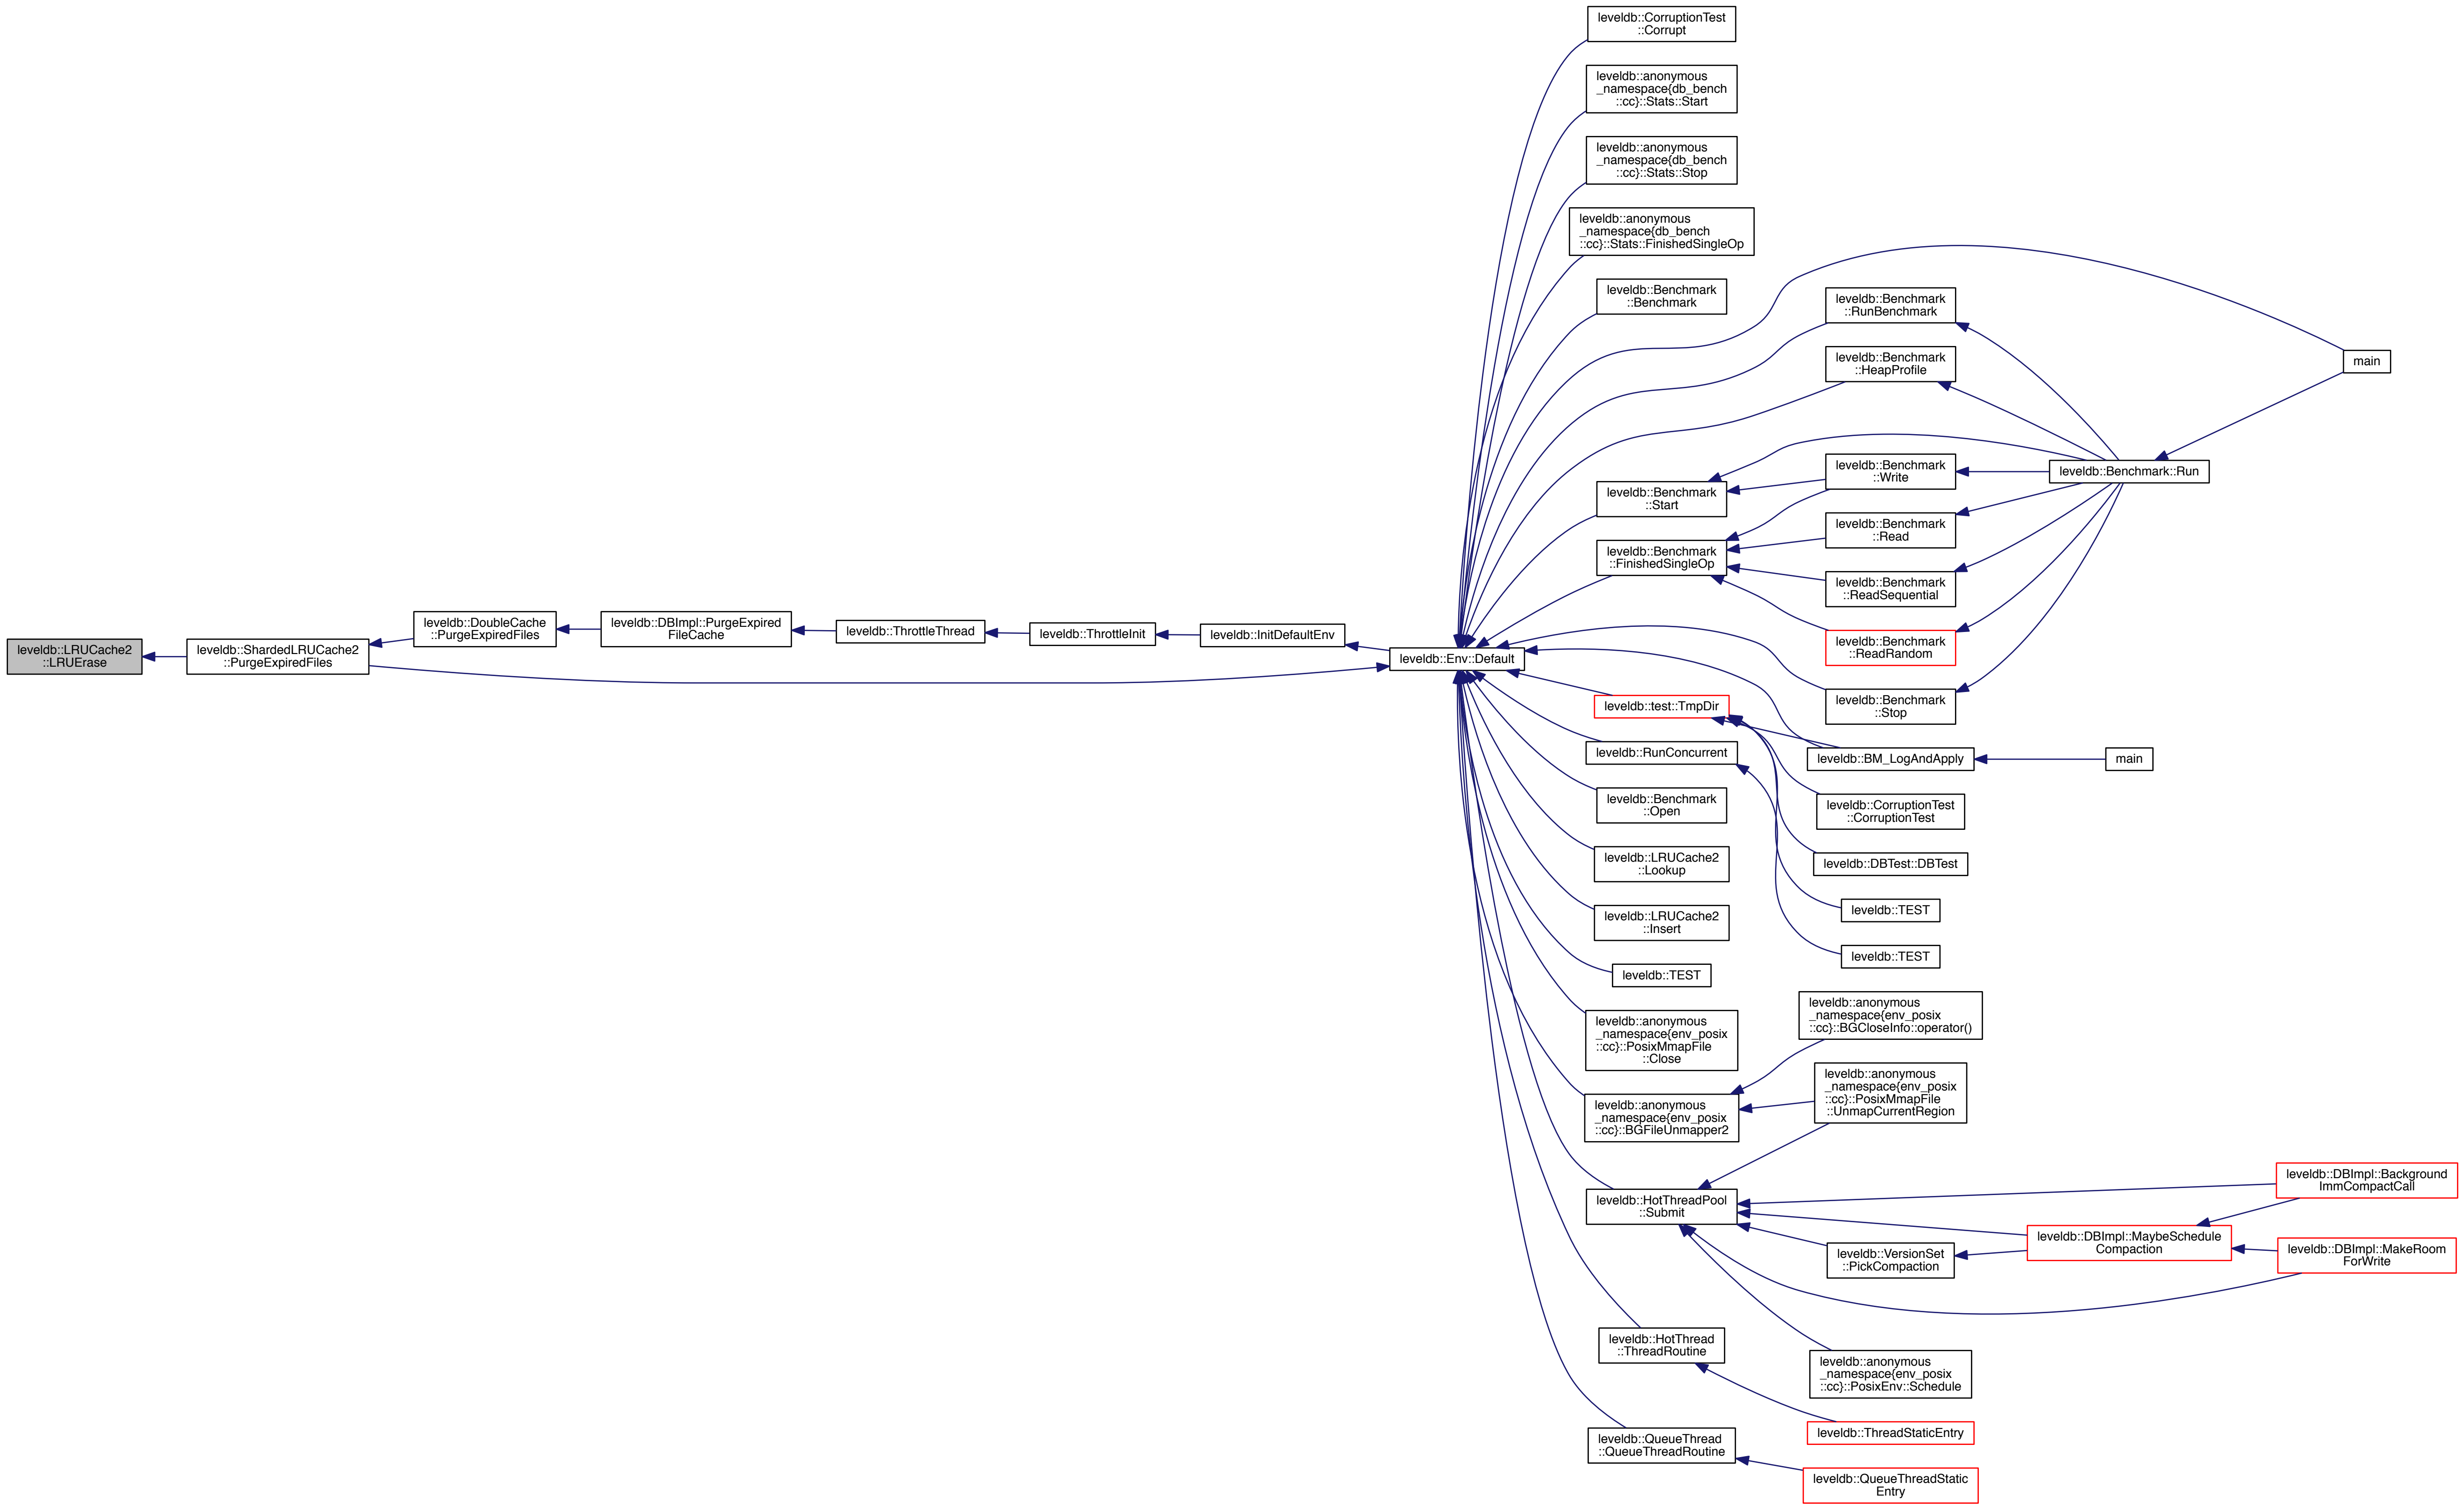 leveldb::LRUCache2
::LRUErase
leveldb::ShardedLRUCache2
::PurgeExpiredFiles
leveldb::DoubleCache
::PurgeExpiredFiles
leveldb::DBImpl::PurgeExpired
FileCache
leveldb::ThrottleThread
leveldb::ThrottleInit
leveldb::InitDefaultEnv
leveldb::Env::Default
leveldb::CorruptionTest
::Corrupt
leveldb::anonymous
_namespace{db_bench
::cc}::Stats::Start
leveldb::anonymous
_namespace{db_bench
::cc}::Stats::Stop
leveldb::anonymous
_namespace{db_bench
::cc}::Stats::FinishedSingleOp
leveldb::Benchmark
::Benchmark
leveldb::Benchmark
::Start
leveldb::Benchmark
::FinishedSingleOp
leveldb::test::TmpDir
leveldb::RunConcurrent
leveldb::Benchmark
::Open
leveldb::LRUCache2
::Lookup
leveldb::LRUCache2
::Insert
leveldb::TEST
leveldb::anonymous
_namespace{env_posix
::cc}::PosixMmapFile
::Close
leveldb::anonymous
_namespace{env_posix
::cc}::BGFileUnmapper2
leveldb::HotThreadPool
::Submit
leveldb::HotThread
::ThreadRoutine
leveldb::QueueThread
::QueueThreadRoutine
leveldb::Benchmark
::RunBenchmark
leveldb::Benchmark
::HeapProfile
leveldb::Benchmark
::Write
leveldb::Benchmark
::Read
leveldb::Benchmark
::ReadSequential
leveldb::Benchmark
::ReadRandom
leveldb::Benchmark
::Stop
leveldb::BM_LogAndApply
leveldb::CorruptionTest
::CorruptionTest
leveldb::DBTest::DBTest
leveldb::TEST
leveldb::TEST
leveldb::anonymous
_namespace{env_posix
::cc}::BGCloseInfo::operator()
leveldb::anonymous
_namespace{env_posix
::cc}::PosixMmapFile
::UnmapCurrentRegion
leveldb::VersionSet
::PickCompaction
leveldb::anonymous
_namespace{env_posix
::cc}::PosixEnv::Schedule
leveldb::ThreadStaticEntry
leveldb::QueueThreadStatic
Entry
leveldb::Benchmark::Run
main
leveldb::DBImpl::MaybeSchedule
Compaction
main
leveldb::DBImpl::Background
ImmCompactCall
leveldb::DBImpl::MakeRoom
ForWrite